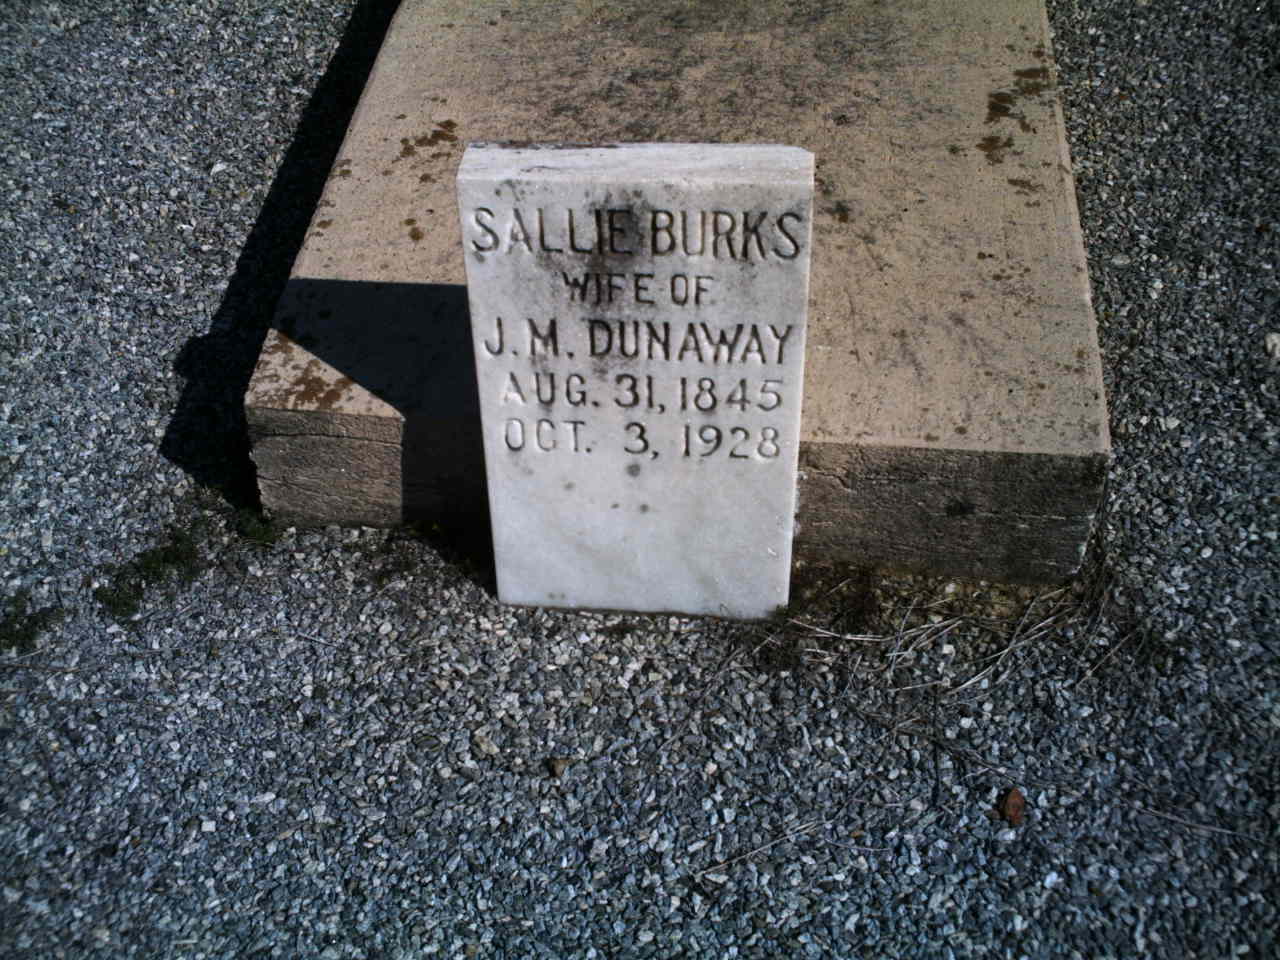 SALLIE BURKS
WIFE OF
J. M. DUNAWAY
AUG. 31, 1845
OCT. 3, 1928